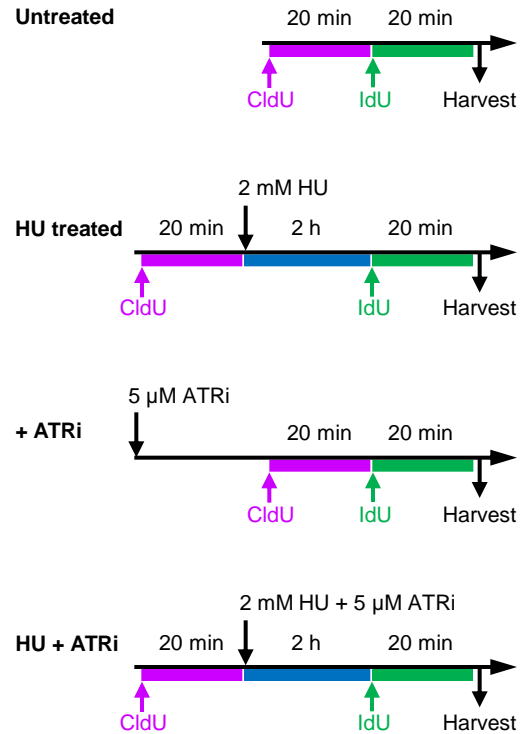 Untreated
20 min 20 min
CldU IdU Harvest
2 mM HU
HU treated
20 min 2 h 20 min
CldU IdU Harvest
5 µM ATRi
+ ATRi
20 min 20 min
CldU IdU Harvest
2 mM HU + 5 µM ATRi
HU + ATRi
20 min 2 h 20 min
CldU IdU Harvest